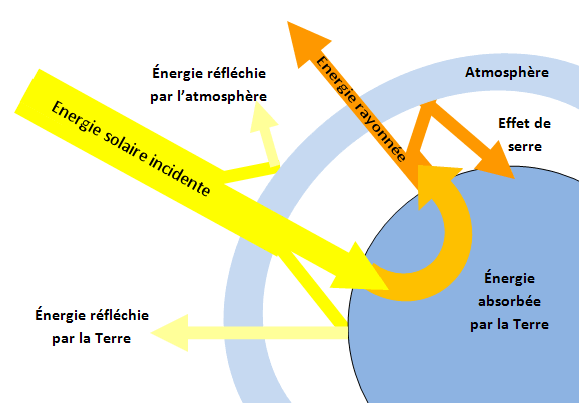 Énergie réfléchie
par l'atmosphère
Energie solaire incidente
Energie rayonnée
Atmosphère
Effet de
serre
Énergie
absorbée
par la Terre
Énergie réfléchie
par la Terre